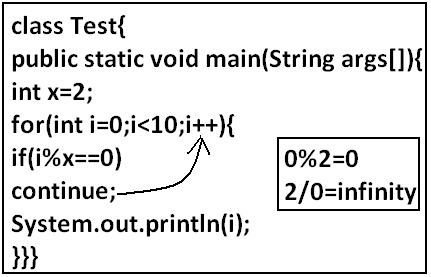 class Test{
public static void main(String args[]){
int x=2;
for(int i=0;i<10;i++){
if(i%x==0)
continue;
System.out.println(i);
}}}
0%2=0
2/0=infinity